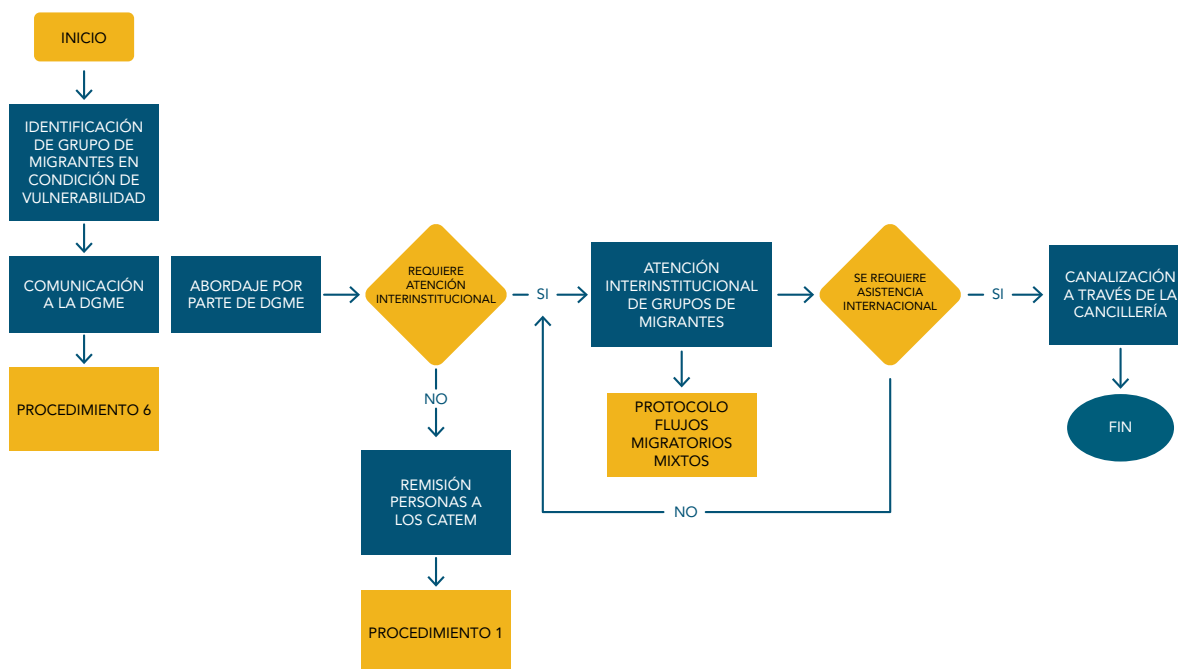 INICIO
IDENTIFICACIÓN
DE GRUPO DE
MIGRANTES EN
CONDICIÓN DE
VULNERABILIDAD
COMUNICACIÓN
A LA DGME
PROCEDIMIENTO 6
ABORDAJE POR
PARTE DE DGME
REQUIERE
ATENCIÓN
INTERINSTITUCIONAL
SI
NO
REMISIÓN
PERSONAS A
LOS CATEM
PROCEDIMIENTO 1
ATENCIÓN
INTERINSTITUCIONAL
DE GRUPOS DE
MIGRANTES
PROTOCOLO
FLUJOS
MIGRATORIOS
MIXTOS
SE REQUIERE
ASISTENCIA
INTERNACIONAL
NO
SI
CANALIZACIÓN
A TRAVÉS DE LA
CANCILLERÍA
FIN